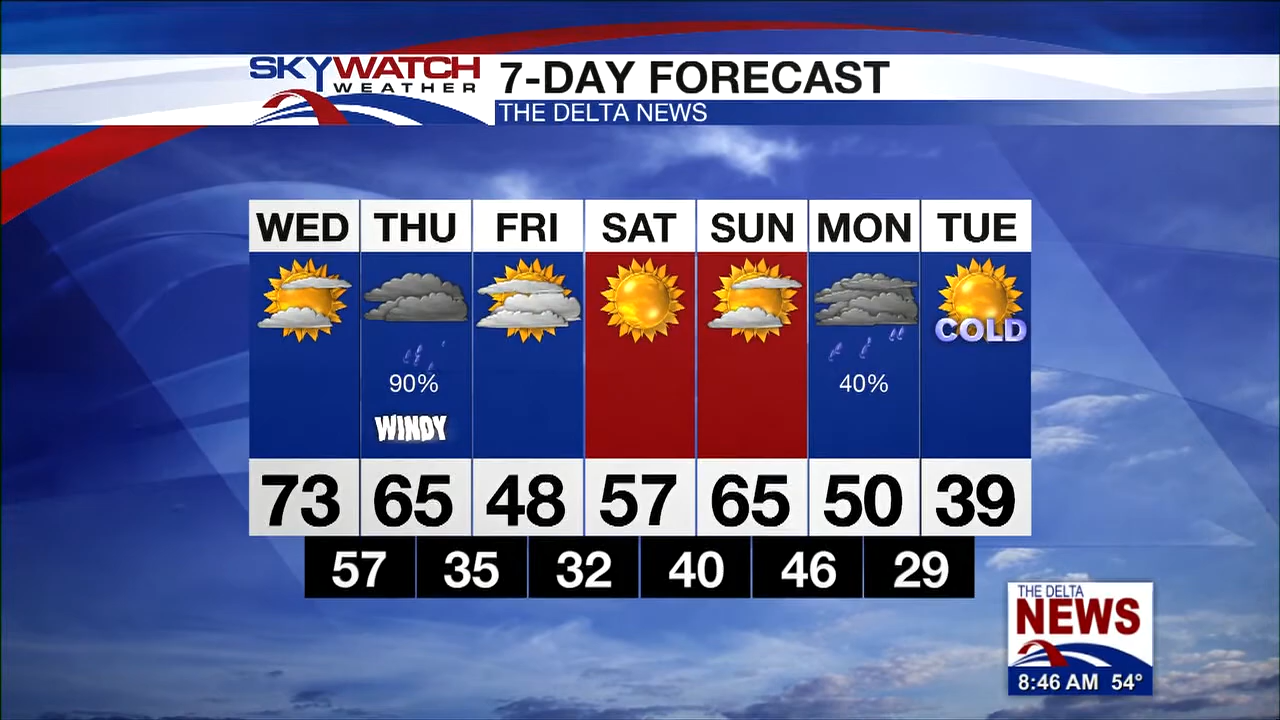 SKYWATCH
WEATHER
7-DAY FORECAST
THE DELTA NEWS
WED THU FRI SAT SUN MON TUE
COLD
90% 40%
WINDY
73 65 48 57 65 50 39
57 35 32 40 46 29
THE DELTA
NEWS
8:46 AM 54°